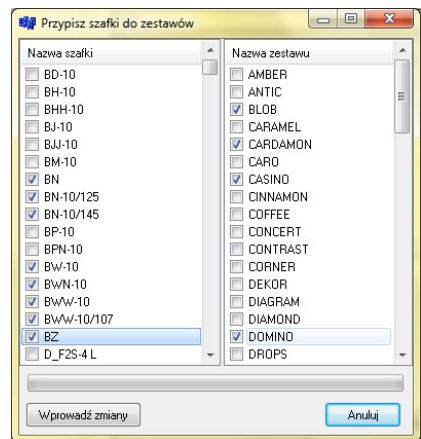 Przypisz szafki do zestawów
Nazwa szafki
BD-10
BH-10
BHH-10
BJ-10
BJJ-10
BM-10
BN
BN-10/125
BN-10/145
BP-10
BPN-10
BW-10
BWN-10
BWW-10
BWW-10/107
BZ
D_F2S-4 L
Nazwa zestawu
AMBER
ANTIC
BLOB
CARAMEL
CARDAMON
CARO
CASINO
CINNAMON
COFFEE
CONCERT
CONTRAST
CORNER
DEKOR
DIAGRAM
DIAMOND
DOMINO
DROPS
Wprowadź zmiany
Anuluj